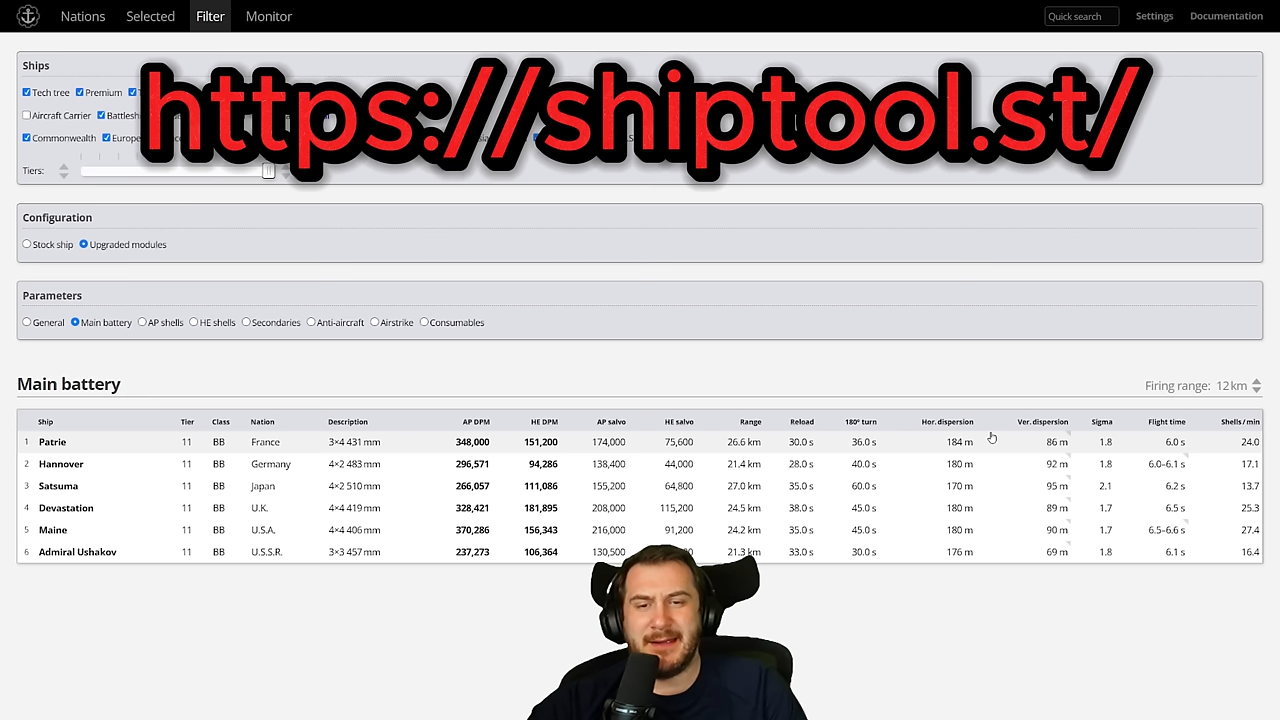 Nations Selected Filter Monitor Quick search Settings Documentation
Ships
https://shiptool.st/
Tech tree Premium
Aircraft Carrier
Commonwealth
Tiers:
Configuration
Stock ship Upgraded modules
Parameters
General Main battery AP shells HE shells Secondaries Anti-aircraft Airstrike Consumables
Main battery Firing range: 12 km
Ship Tier Class Nation Description AP DPM HE DPM AP salvo HE salvo Range Reload 180° turn Hor. dispersion Ver. dispersion Sigma Flight time Shells / min
1 Patrie 11 BB France 3×4 431 mm 348,000 151,200 174,000 75,600 26.6 km 30.0 s 36.0 s 184 m 86 m 1.8 6.0 s 24.0
2 Hannover 11 BB Germany 4×2 483 mm 296,571 94,286 138,400 44,000 21.4 km 28.0 s 40.0 s 180 m 92 m 1.8 6.0–6.1 s 17.1
3 Satsuma 11 BB Japan 4×2 510 mm 266,057 111,086 155,200 64,800 27.0 km 35.0 s 60.0 s 170 m 95 m 2.1 6.2 s 13.7
4 Devastation 11 BB U.K. 4×4 419 mm 328,421 181,895 208,000 115,200 24.5 km 38.0 s 45.0 s 180 m 89 m 1.7 6.5 s 25.3
5 Maine 11 BB U.S.A. 4×4 406 mm 370,286 156,343 216,000 91,200 24.2 km 35.0 s 45.0 s 180 m 90 m 1.7 6.5–6.6 s 27.4
6 Admiral Ushakov 11 BB U.S.S.R. 3×3 457 mm 237,273 106,364 130,500 21.3 km 33.0 s 30.0 s 176 m 69 m 1.8 6.1 s 16.4